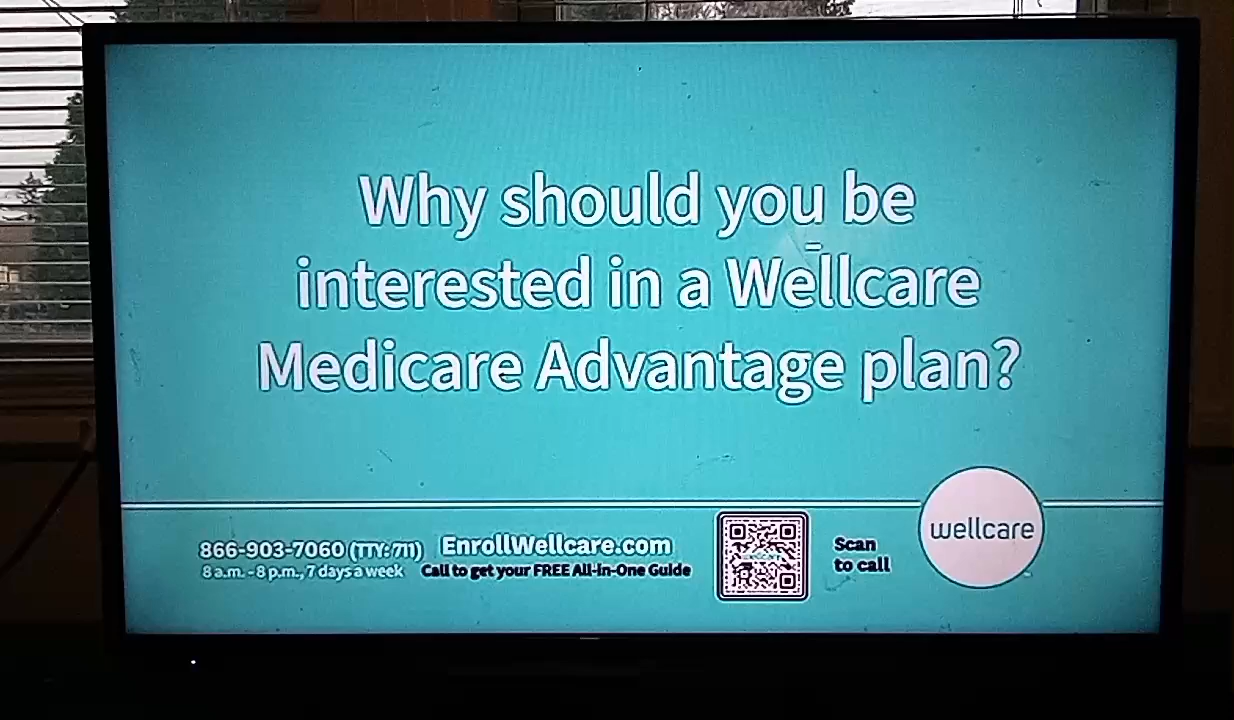 Why should you be
interested in a Wellcare
Medicare Advantage plan?
866-903-7060 (TTY: 711)
8 a.m. - 8 p.m., 7 days a week
EnrollWellcare.com
Call to get your FREE All-in-One Guide
wellcare
Scan
to call
wellcare